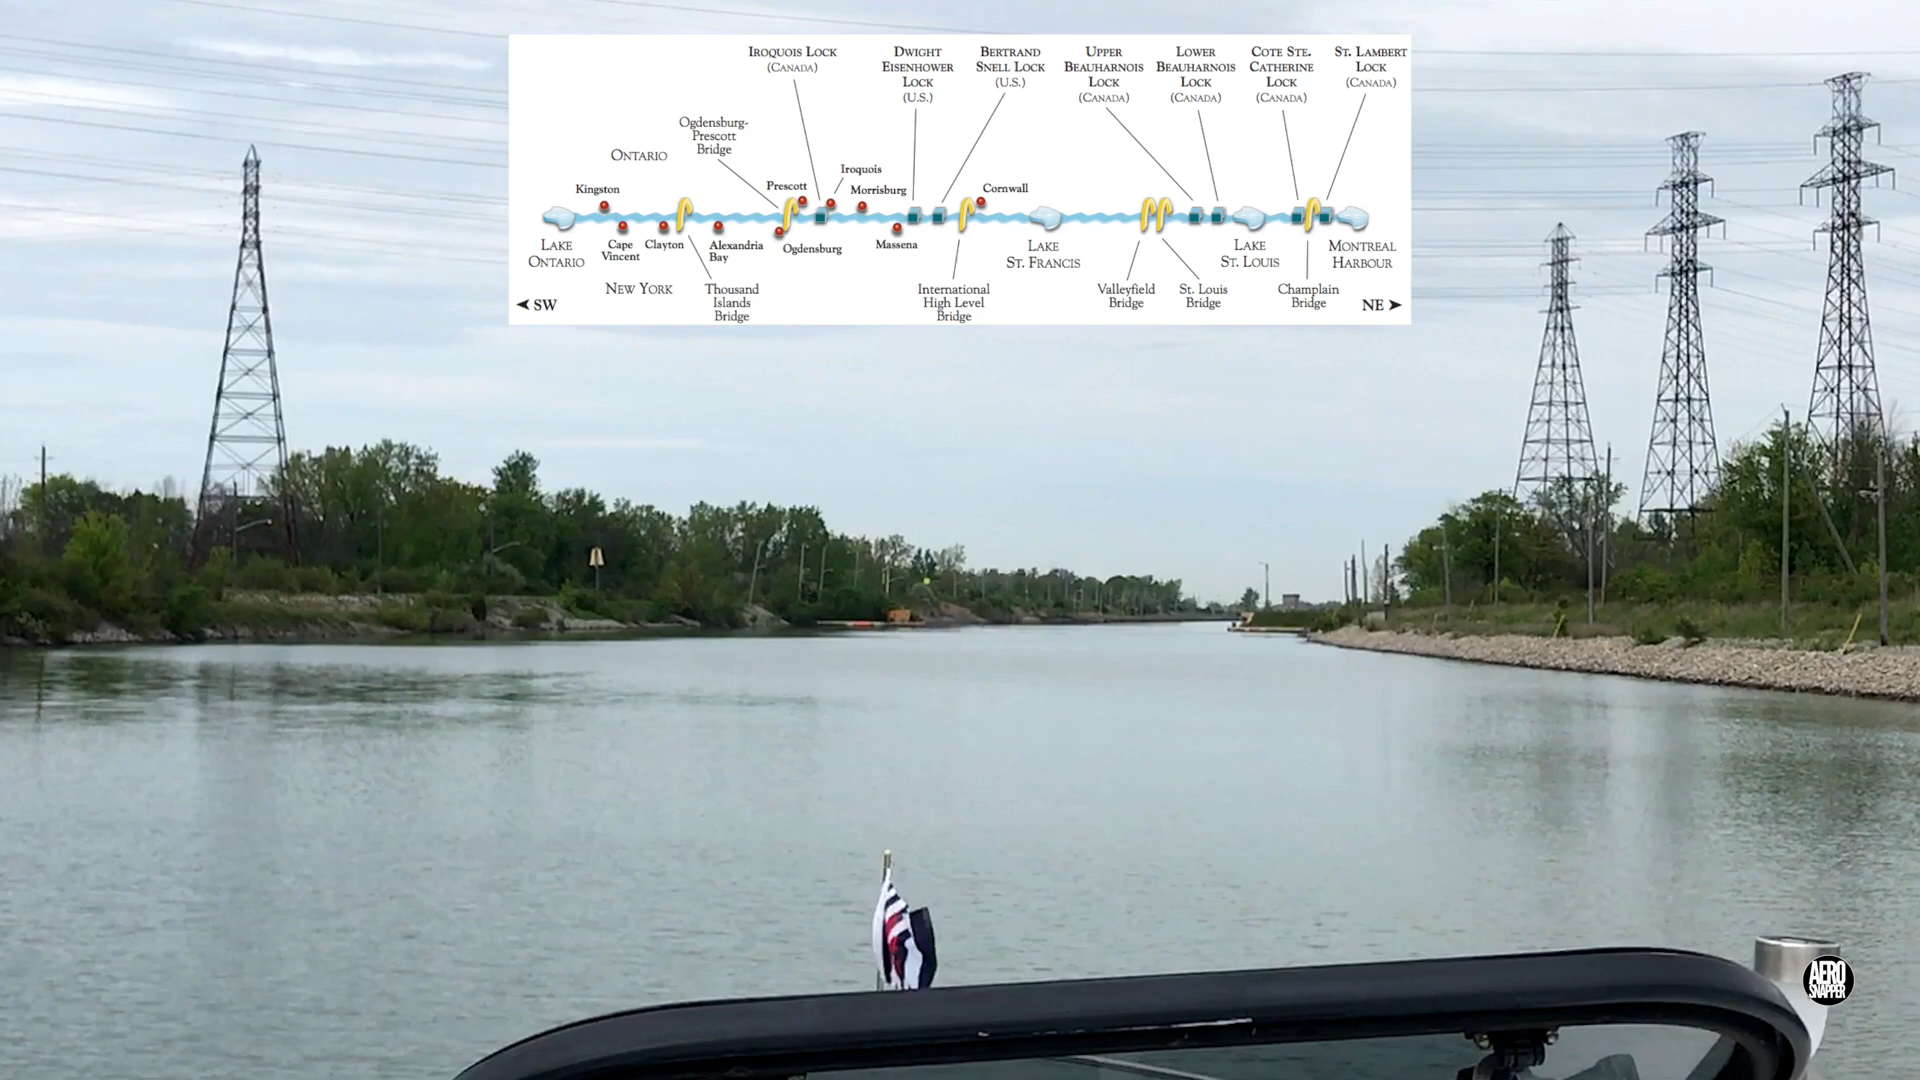 IROQUOIS LOCK
(CANADA)
DWIGHT
EISENHOWER
LOCK
(U.S.)
BERTRAND
SNELL LOCK
(U.S.)
UPPER
BEAUHARNOIS
LOCK
(CANADA)
LOWER
BEAUHARNOIS
LOCK
(CANADA)
COTE STE.
CATHERINE
LOCK
(CANADA)
ST. LAMBERT
LOCK
(CANADA)
Ogdensburg-
Prescott
Bridge
ONTARIO
Kingston
Prescott
Iroquois
Morrisburg
Cornwall
LAKE
ONTARIO
Cape
Vincent
Clayton
Alexandria
Bay
Ogdensburg
Massena
LAKE
ST. FRANCIS
LAKE
ST. LOUIS
MONTREAL
HARBOUR
NEW YORK
Thousand
Islands
Bridge
International
High Level
Bridge
Valleyfield
Bridge
St. Louis
Bridge
Champlain
Bridge
SW
NE
AERO
SNAPPER